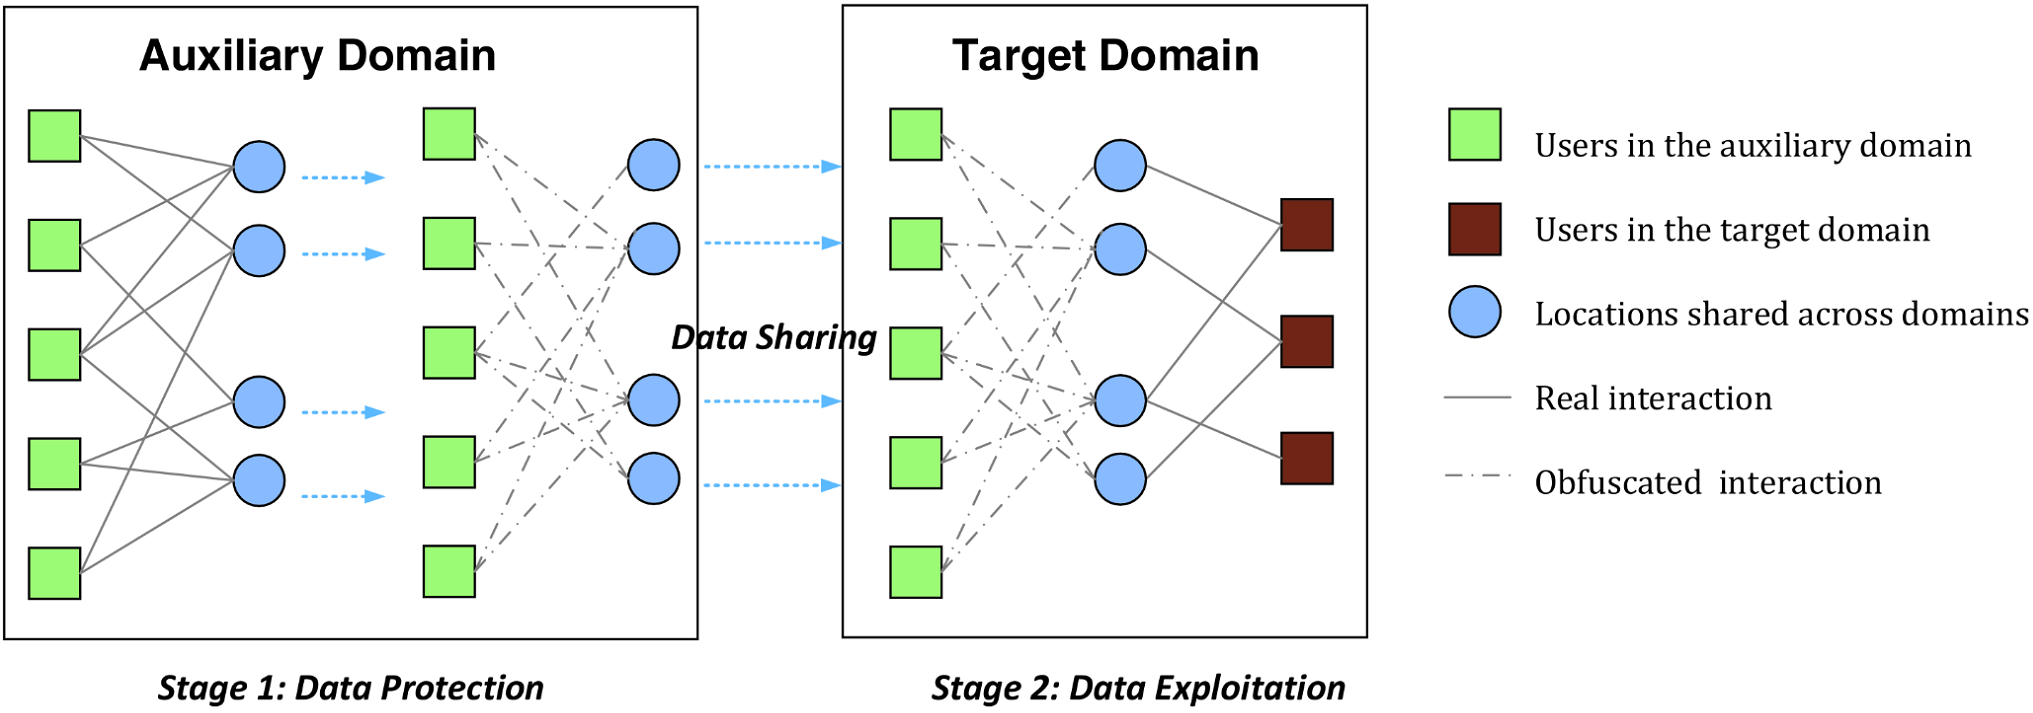 Auxiliary Domain
Target Domain
Data Sharing
Stage 1: Data Protection
Stage 2: Data Exploitation
Users in the auxiliary domain
Users in the target domain
Locations shared across domains
Real interaction
Obfuscated interaction